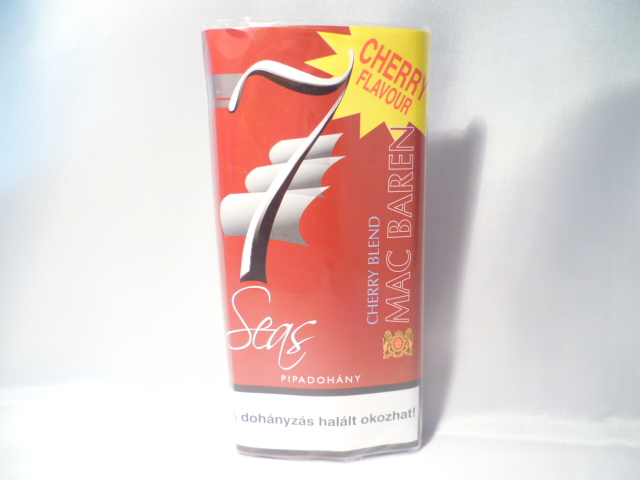 CHERRY
FLAVOUR
7
Seas
CHERRY BLEND
MAC BAREN
PIPADOHÁNY
dohányzás halált okozhat!